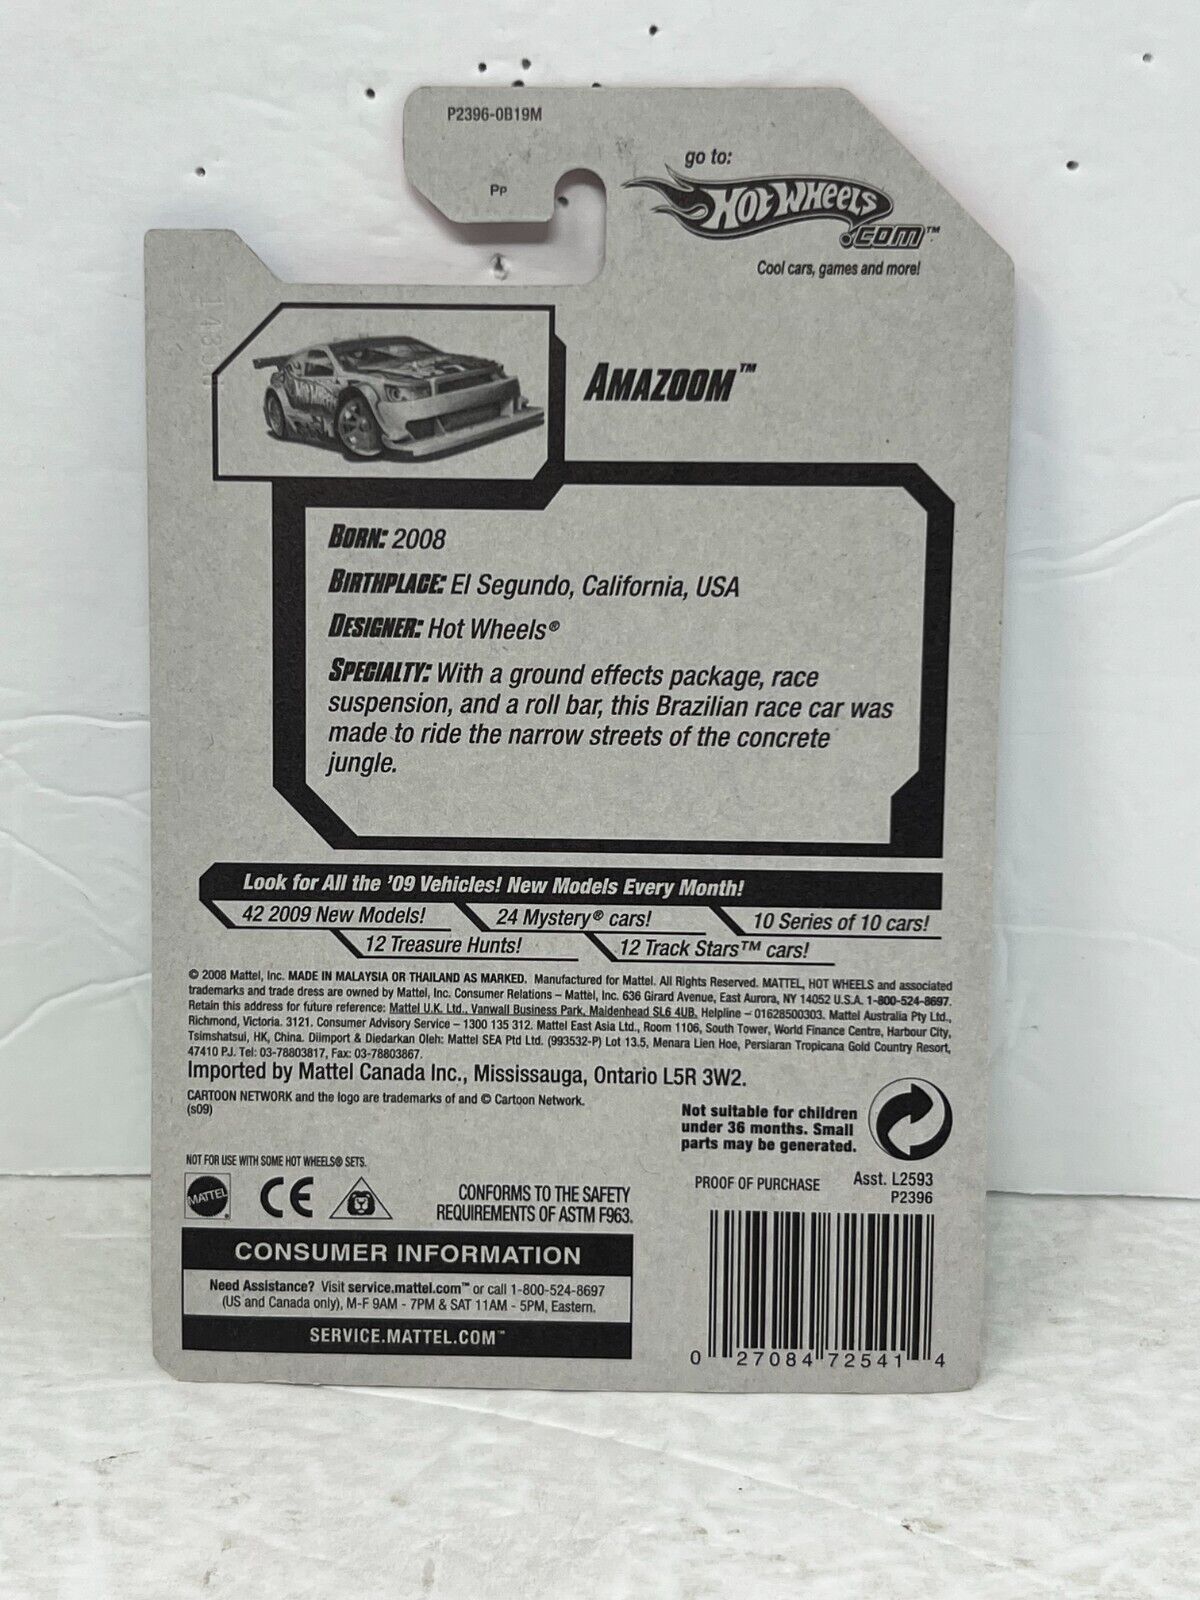 P2396-0B19M
Pp
go to:
HOT WHEELS
.COM™
Cool cars, games and more!
AMAZOOM™
BORN: 2008
BIRTHPLACE: El Segundo, California, USA
DESIGNER: Hot Wheels®
SPECIALTY: With a ground effects package, race
suspension, and a roll bar, this Brazilian race car was
made to ride the narrow streets of the concrete
jungle.
Look for All the '09 Vehicles! New Models Every Month!
42 2009 New Models!
24 Mystery® cars!
10 Series of 10 cars!
12 Treasure Hunts!
12 Track Stars™ cars!
© 2008 Mattel, Inc. MADE IN MALAYSIA OR THAILAND AS MARKED. Manufactured for Mattel. All Rights Reserved. MATTEL, HOT WHEELS and associated
trademarks and trade dress are owned by Mattel, Inc. Consumer Relations – Mattel, Inc. 636 Girard Avenue, East Aurora, NY 14052 U.S.A. 1-800-524-8697.
Retain this address for future reference: Mattel U.K. Ltd., Vanwall Business Park, Maidenhead SL6 4UB. Helpline – 01628500303. Mattel Australia Pty Ltd.,
Richmond, Victoria. 3121. Consumer Advisory Service – 1300 135 312. Mattel East Asia Ltd., Room 1106, South Tower, World Finance Centre, Harbour City,
Tsimshatsui, HK, China. Diimport & Diedarkan Oleh: Mattel SEA Ptd Ltd. (993532-P) Lot 13.5, Menara Lien Hoe, Persiaran Tropicana Gold Country Resort,
47410 PJ. Tel: 03-78803817, Fax: 03-78803867.
Imported by Mattel Canada Inc., Mississauga, Ontario L5R 3W2.
CARTOON NETWORK and the logo are trademarks of and © Cartoon Network.
(s09)
Not suitable for children
under 36 months. Small
parts may be generated.
NOT FOR USE WITH SOME HOT WHEELS® SETS.
MATTEL
CE
CONFORMS TO THE SAFETY
REQUIREMENTS OF ASTM F963.
PROOF OF PURCHASE
Asst. L2593
P2396
CONSUMER INFORMATION
Need Assistance? Visit service.mattel.com™ or call 1-800-524-8697
(US and Canada only), M-F 9AM - 7PM & SAT 11AM - 5PM, Eastern.
SERVICE.MATTEL.COM™
0 27084 72541 4